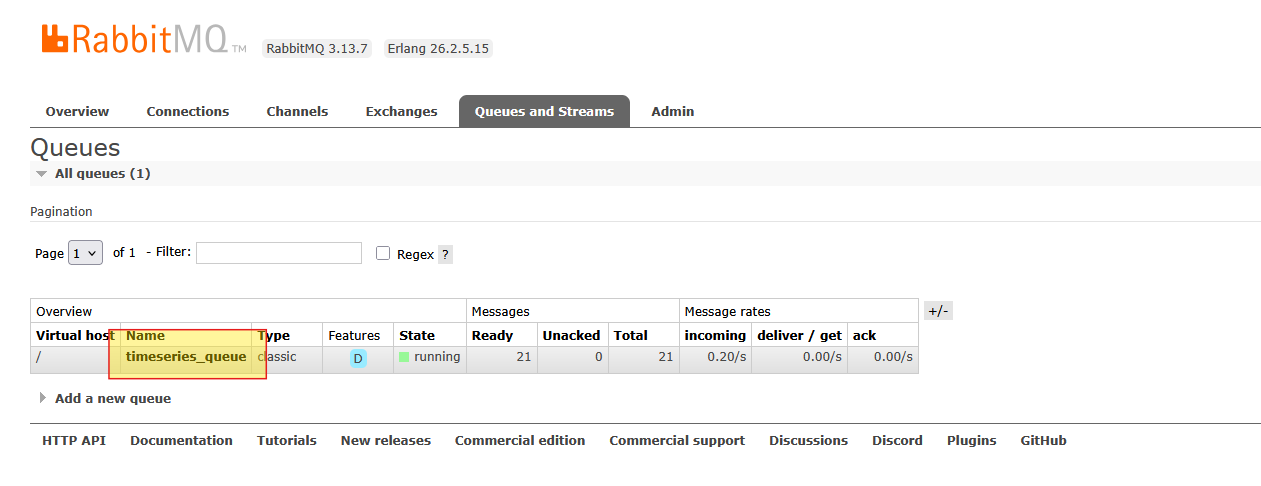 RabbitMQ TM RabbitMQ 3.13.7 Erlang 26.2.5.15
Overview Connections Channels Exchanges Queues and Streams Admin
Queues
All queues (1)
Pagination
Page 1 of 1 - Filter: Regex ?
Overview Messages Message rates +/-
Virtual host Name Type Features State Ready Unacked Total incoming deliver / get ack
/ timeseries_queue classic D running 21 0 21 0.20/s 0.00/s 0.00/s
Add a new queue
HTTP API Documentation Tutorials New releases Commercial edition Commercial support Discussions Discord Plugins GitHub